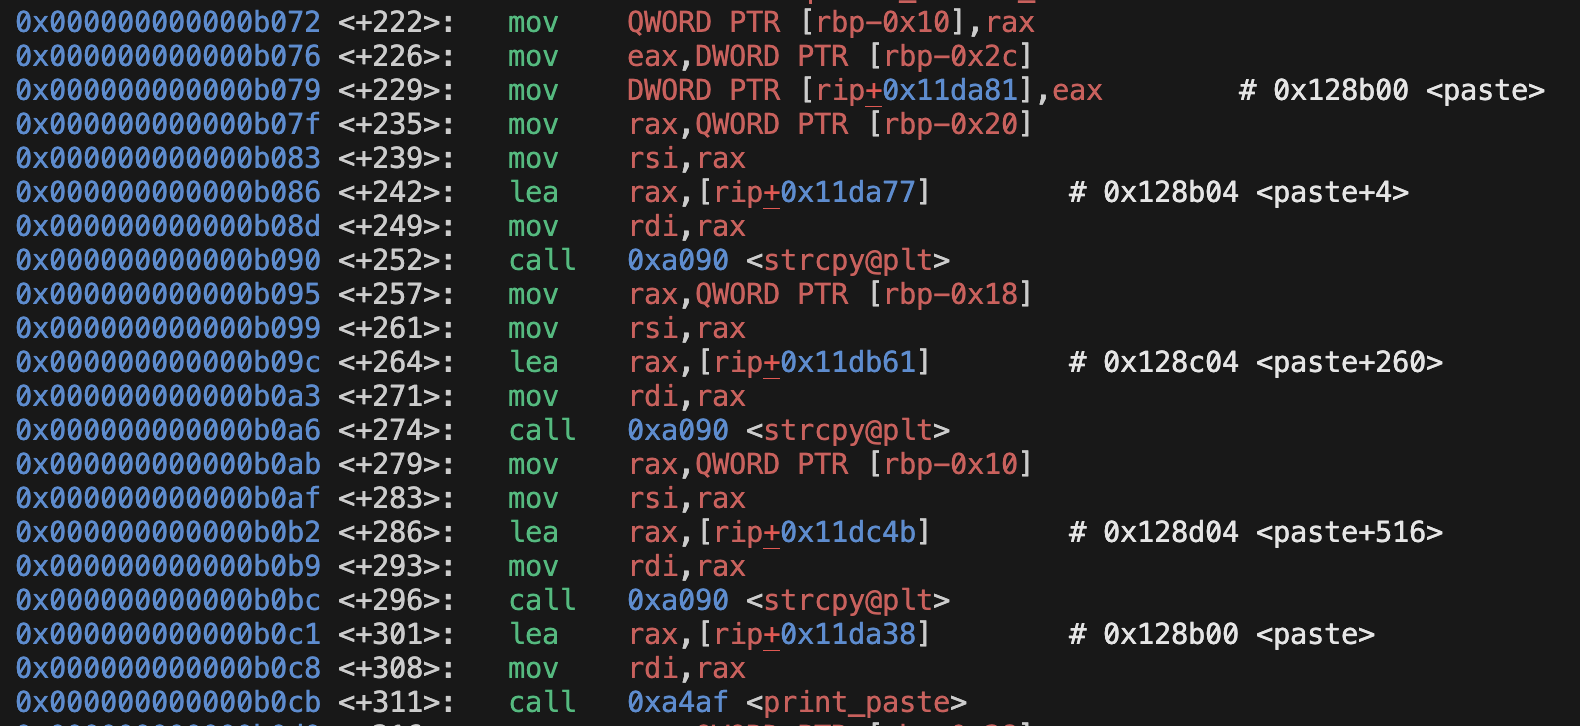 0x000000000000b072 <+222>: mov QWORD PTR [rbp-0x10],rax
0x000000000000b076 <+226>: mov eax,DWORD PTR [rbp-0x2c]
0x000000000000b079 <+229>: mov DWORD PTR [rip+0x11da81],eax # 0x128b00 <paste>
0x000000000000b07f <+235>: mov rax,QWORD PTR [rbp-0x20]
0x000000000000b083 <+239>: mov rsi,rax
0x000000000000b086 <+242>: lea rax,[rip+0x11da77] # 0x128b04 <paste+4>
0x000000000000b08d <+249>: mov rdi,rax
0x000000000000b090 <+252>: call 0xa090 <strcpy@plt>
0x000000000000b095 <+257>: mov rax,QWORD PTR [rbp-0x18]
0x000000000000b099 <+261>: mov rsi,rax
0x000000000000b09c <+264>: lea rax,[rip+0x11db61] # 0x128c04 <paste+260>
0x000000000000b0a3 <+271>: mov rdi,rax
0x000000000000b0a6 <+274>: call 0xa090 <strcpy@plt>
0x000000000000b0ab <+279>: mov rax,QWORD PTR [rbp-0x10]
0x000000000000b0af <+283>: mov rsi,rax
0x000000000000b0b2 <+286>: lea rax,[rip+0x11dc4b] # 0x128d04 <paste+516>
0x000000000000b0b9 <+293>: mov rdi,rax
0x000000000000b0bc <+296>: call 0xa090 <strcpy@plt>
0x000000000000b0c1 <+301>: lea rax,[rip+0x11da38] # 0x128b00 <paste>
0x000000000000b0c8 <+308>: mov rdi,rax
0x000000000000b0cb <+311>: call 0xa4af <print_paste>